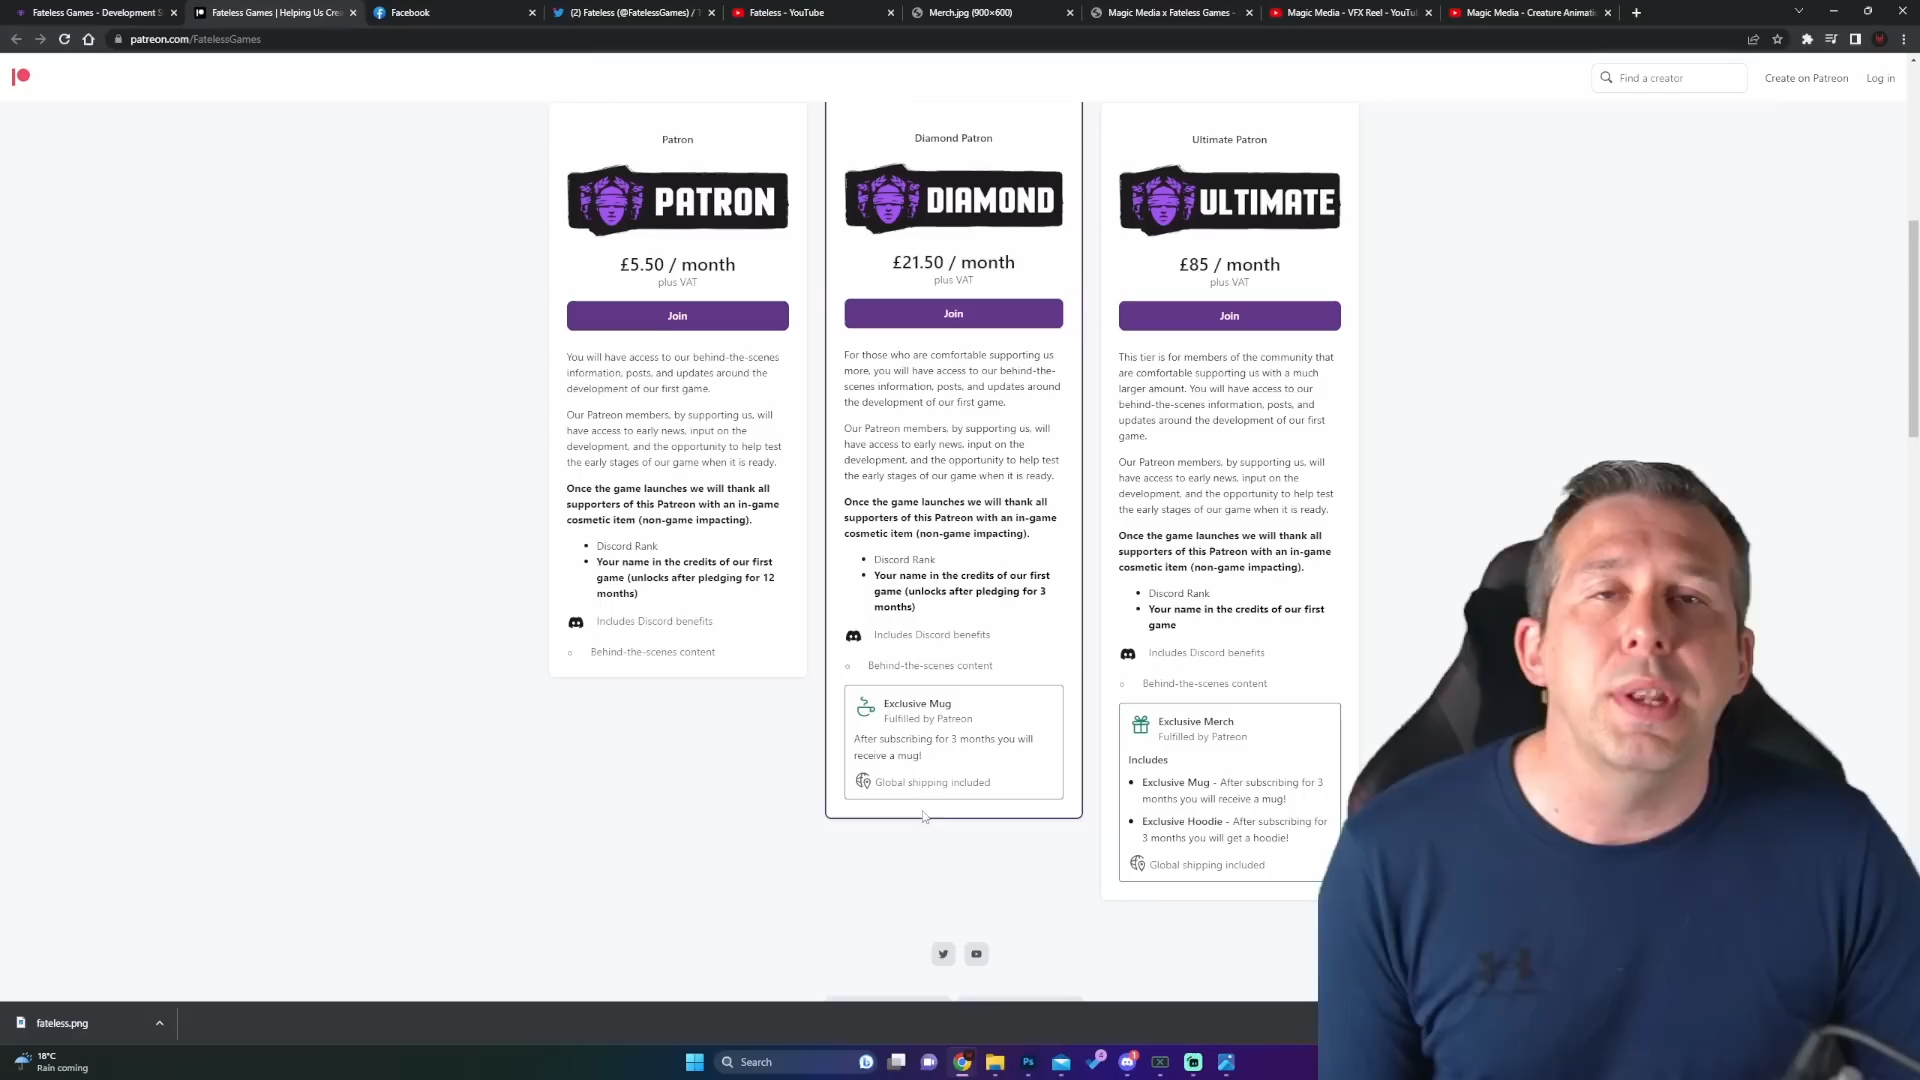 Fateless Games - Development S
Fateless Games | Helping Us Crea
Facebook
(2) Fateless (@FatelessGames) / T
Fateless - YouTube
Merch.jpg (900×600)
Magic Media x Fateless Games -
Magic Media - VFX Reel - YouTu
Magic Media - Creature Animati
patreon.com/FatelessGames
Find a creator
Create on Patreon
Log in
Patron
PATRON
£5.50 / month
plus VAT
Join
You will have access to our behind-the-scenes
information, posts, and updates around the
development of our first game.
Our Patreon members, by supporting us, will
have access to early news, input on the
development, and the opportunity to help test
the early stages of our game when it is ready.
Once the game launches we will thank all
supporters of this Patreon with an in-game
cosmetic item (non-game impacting).
• Discord Rank
• Your name in the credits of our first
game (unlocks after pledging for 12
months)
Includes Discord benefits
Behind-the-scenes content
Diamond Patron
DIAMOND
£21.50 / month
plus VAT
Join
For those who are comfortable supporting us
more, you will have access to our behind-the-
scenes information, posts, and updates around
the development of our first game.
Our Patreon members, by supporting us, will
have access to early news, input on the
development, and the opportunity to help test
the early stages of our game when it is ready.
Once the game launches we will thank all
supporters of this Patreon with an in-game
cosmetic item (non-game impacting).
• Discord Rank
• Your name in the credits of our first
game (unlocks after pledging for 3
months)
Includes Discord benefits
Behind-the-scenes content
Exclusive Mug
Fulfilled by Patreon
After subscribing for 3 months you will
receive a mug!
Global shipping included
Ultimate Patron
ULTIMATE
£85 / month
plus VAT
Join
This tier is for members of the community that
are comfortable supporting us with a much
larger amount. You will have access to our
behind-the-scenes information, posts, and
updates around the development of our first
game.
Our Patreon members, by supporting us, will
have access to early news, input on the
development, and the opportunity to help test
the early stages of our game when it is ready.
Once the game launches we will thank all
supporters of this Patreon with an in-game
cosmetic item (non-game impacting).
• Discord Rank
• Your name in the credits of our first
game
Includes Discord benefits
Behind-the-scenes content
Exclusive Merch
Fulfilled by Patreon
Includes
• Exclusive Mug - After subscribing for 3
months you will receive a mug!
• Exclusive Hoodie - After subscribing for
3 months you will get a hoodie!
Global shipping included
fateless.png
18°C
Rain coming
Search
Ps
4
1